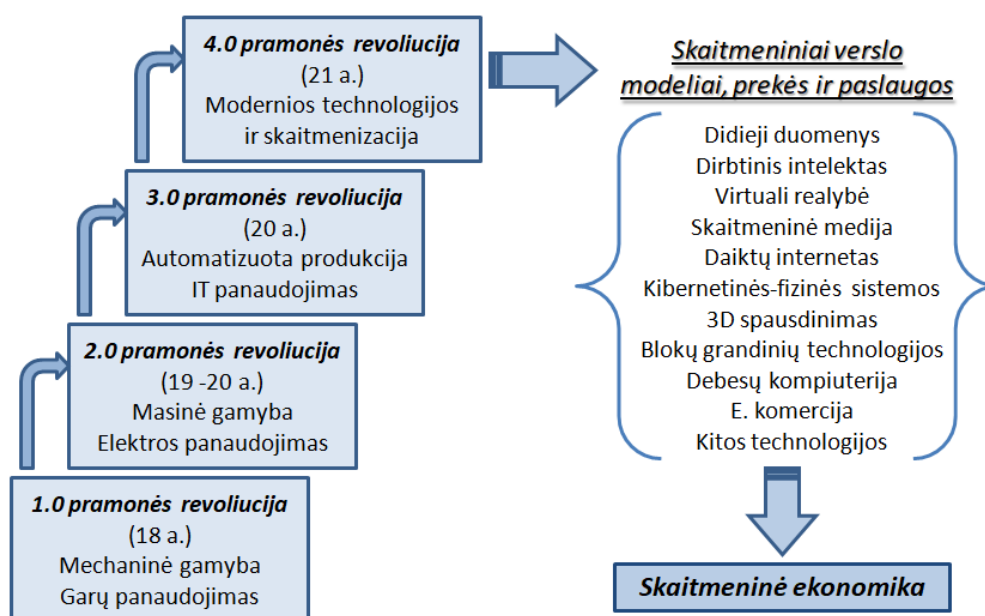 4.0 pramonės revoliucija
(21 a.)
Modernios technologijos
ir skaitmenizacija
3.0 pramonės revoliucija
(20 a.)
Automatizuota produkcija
IT panaudojimas
2.0 pramonės revoliucija
(19 -20 a.)
Masinė gamyba
Elektros panaudojimas
1.0 pramonės revoliucija
(18 a.)
Mechaninė gamyba
Garų panaudojimas
Skaitmeniniai verslo
modeliai, prekės ir paslaugos
Didieji duomenys
Dirbtinis intelektas
Virtuali realybė
Skaitmeninė medija
Daiktų internetas
Kibernetinės-fizinės sistemos
3D spausdinimas
Blokų grandinių technologijos
Debesų kompiuterija
E. komercija
Kitos technologijos
Skaitmeninė ekonomika